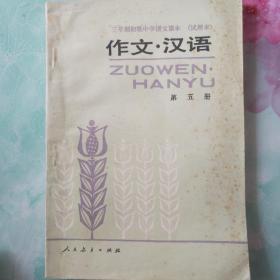 三年制初级中学语文课本 (试用本)
作文·汉语
ZUOWEN·
HANYU
第五册
人民教育出版社